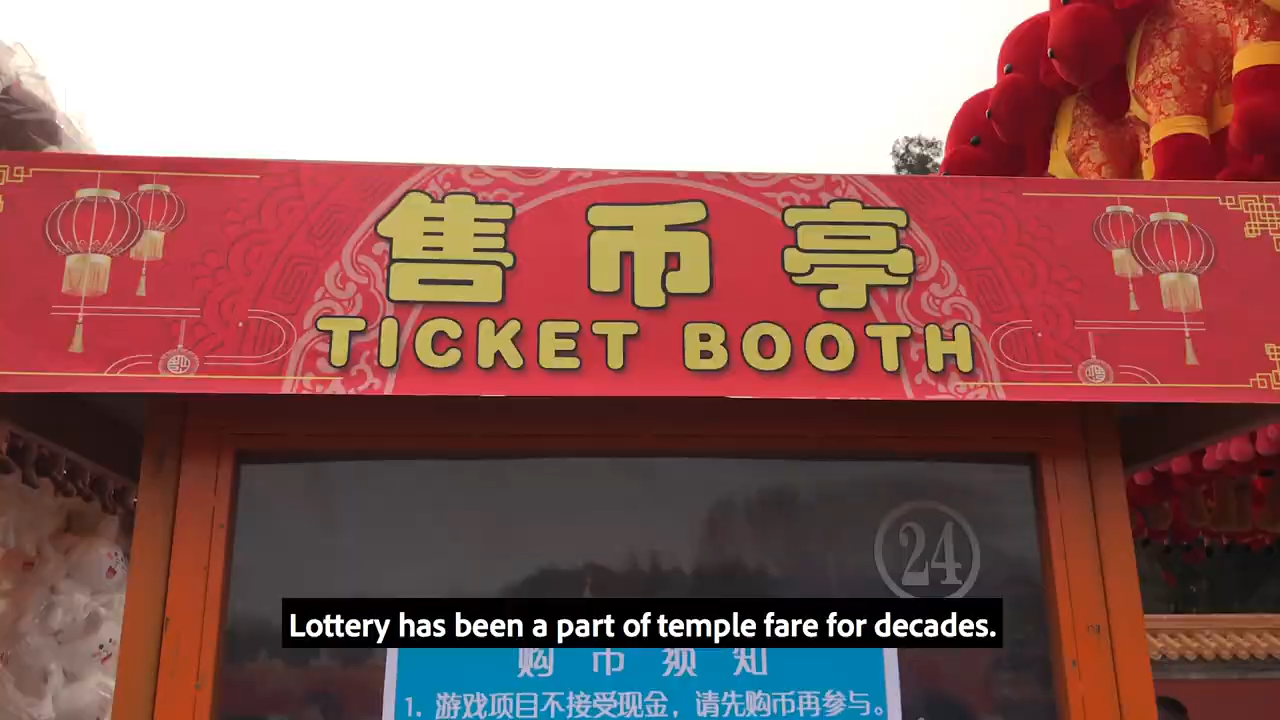 售币亭
TICKET BOOTH
24
Lottery has been a part of temple fare for decades.
购币须知
1. 游戏项目不接受现金，请先购币再参与。